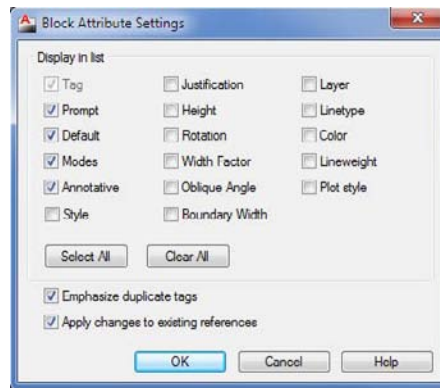 Block Attribute Settings
Display in list
Tag Justification Layer
Prompt Height Linetype
Default Rotation Color
Modes Width Factor Lineweight
Annotative Oblique Angle Plot style
Style Boundary Width
Select All Clear All
Emphasize duplicate tags
Apply changes to existing references
OK Cancel Help